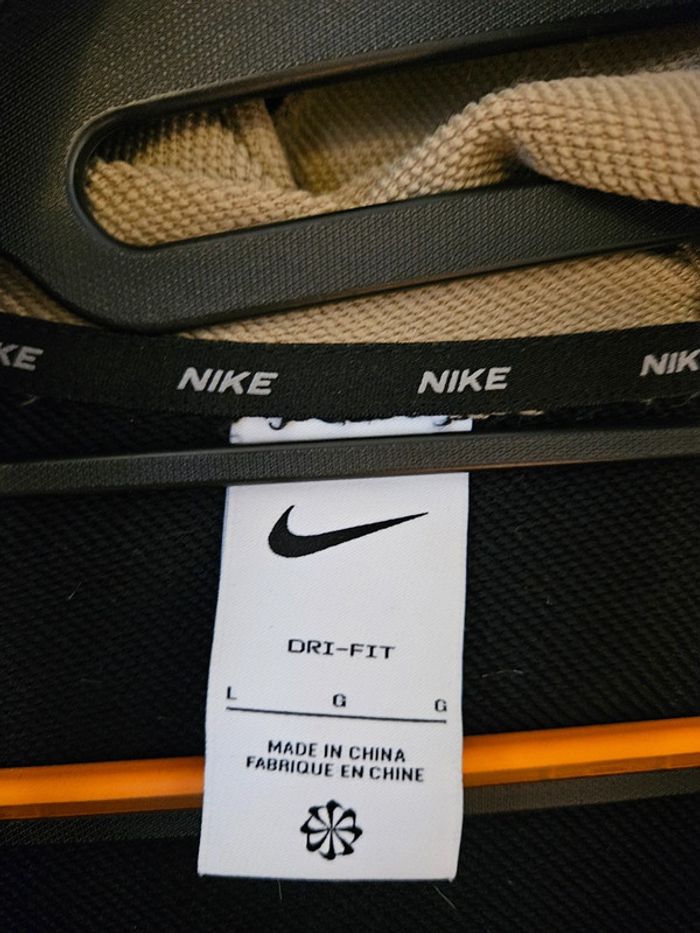 KE NIKE NIKE NIK
DRI-FIT
L G G
MADE IN CHINA
FABRIQUE EN CHINE